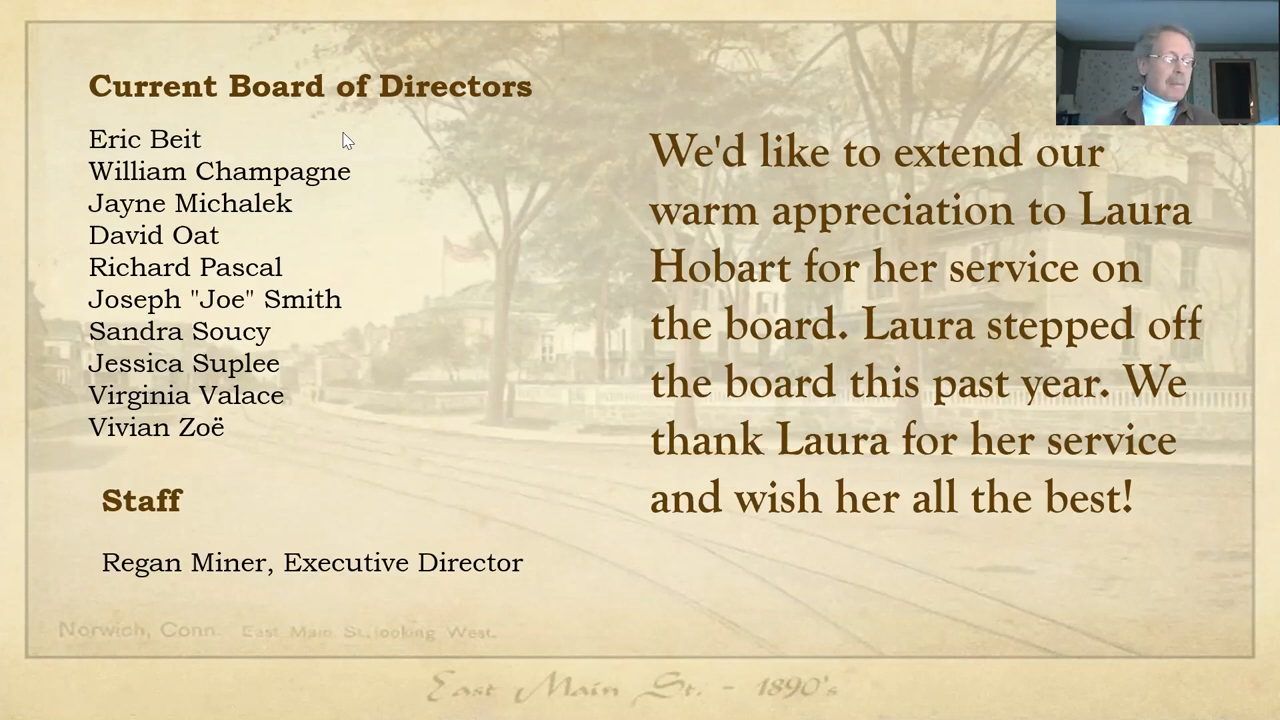 Current Board of Directors
Eric Beit
William Champagne
Jayne Michalek
David Oat
Richard Pascal
Joseph "Joe" Smith
Sandra Soucy
Jessica Suplee
Virginia Valace
Vivian Zoë
Staff
Regan Miner, Executive Director
We'd like to extend our
warm appreciation to Laura
Hobart for her service on
the board. Laura stepped off
the board this past year. We
thank Laura for her service
and wish her all the best!
Norwich, Conn. East Main St. looking West.
East Main St. - 1890's